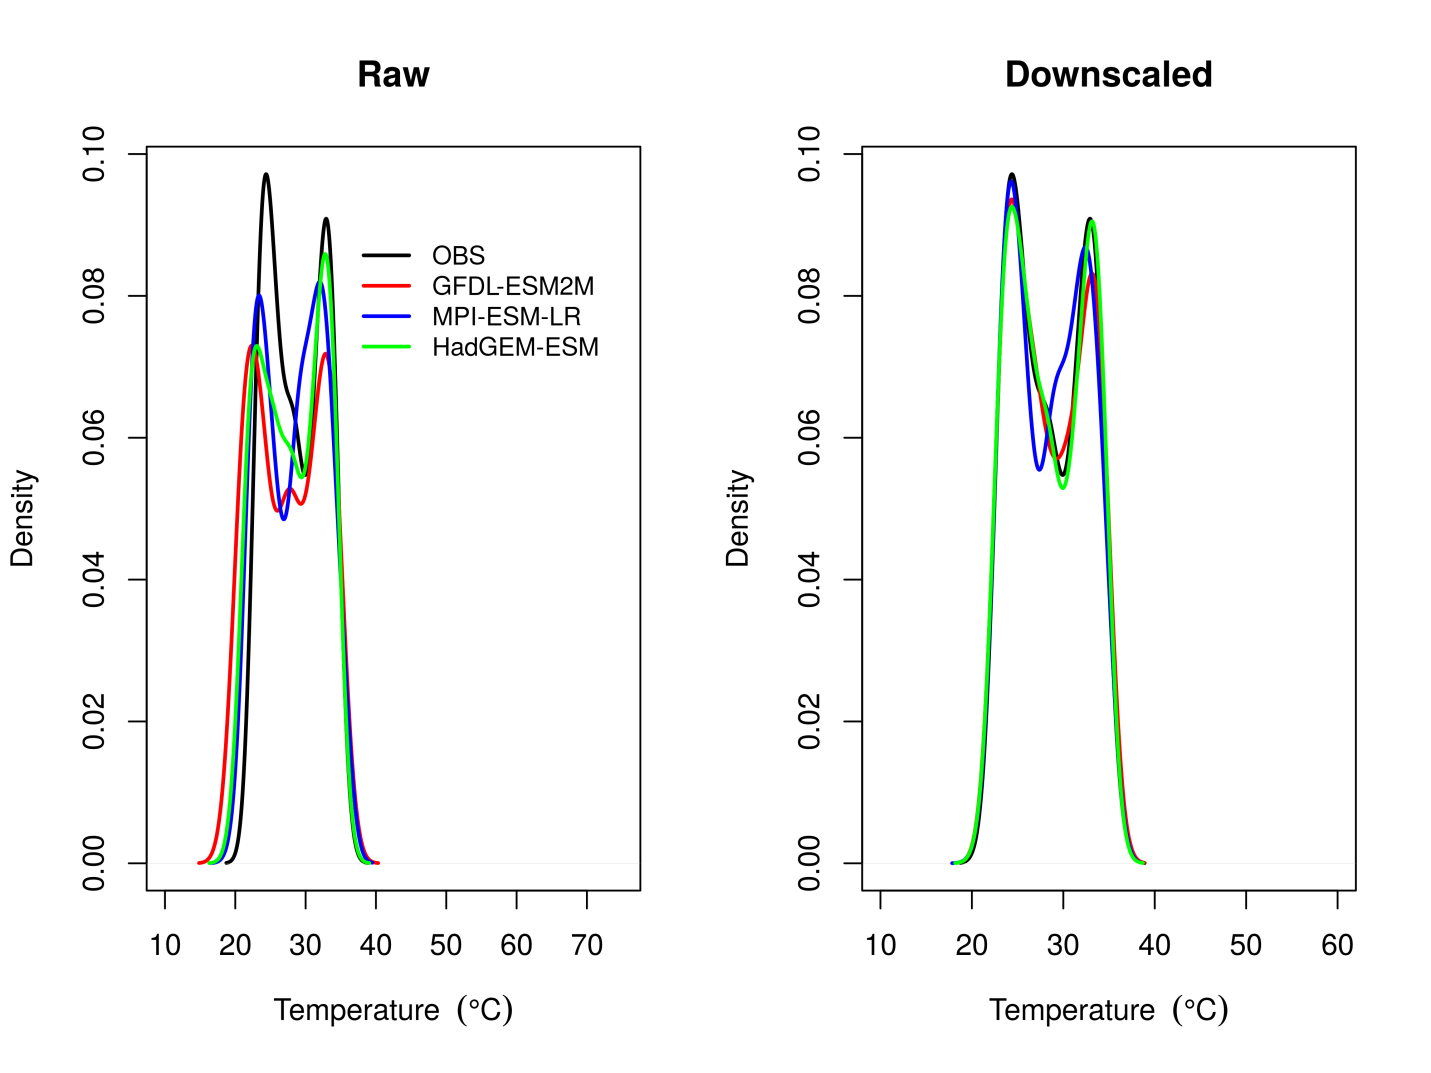 Raw
Density
0.00 0.02 0.04 0.06 0.08 0.10
OBS
GFDL-ESM2M
MPI-ESM-LR
HadGEM-ESM
10 20 30 40 50 60 70
Temperature (°C)
Downscaled
Density
0.00 0.02 0.04 0.06 0.08 0.10
10 20 30 40 50 60
Temperature (°C)